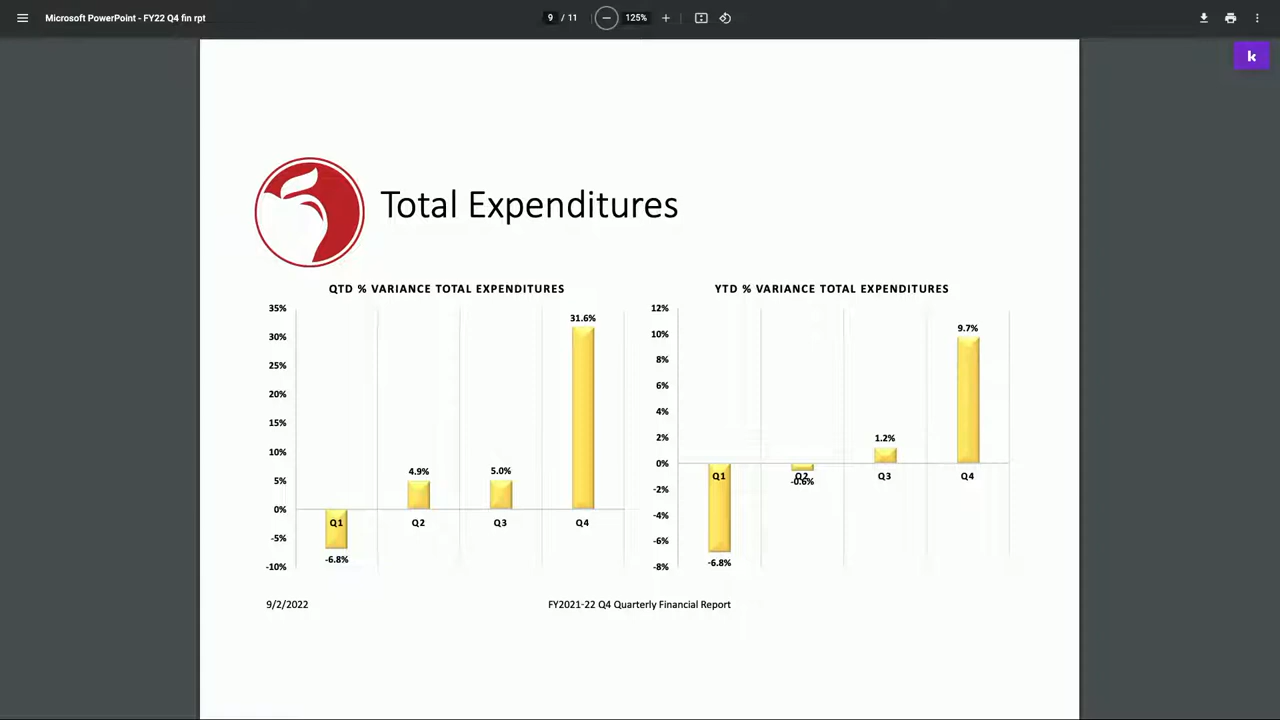 Microsoft PowerPoint - FY22 Q4 fin rpt
9 / 11
125%
k
Total Expenditures
QTD % VARIANCE TOTAL EXPENDITURES
35%
30%
25%
20%
15%
10%
5%
0%
-5%
-10%
31.6%
4.9%
5.0%
Q1
Q2
Q3
Q4
-6.8%
YTD % VARIANCE TOTAL EXPENDITURES
12%
10%
8%
6%
4%
2%
0%
-2%
-4%
-6%
-8%
9.7%
1.2%
Q1
Q2
Q3
Q4
-0.6%
-6.8%
9/2/2022
FY2021-22 Q4 Quarterly Financial Report